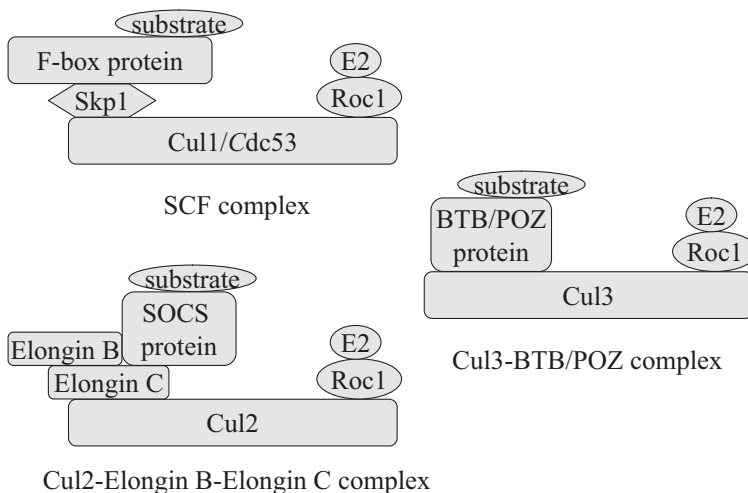 substrate
F-box protein
E2
Skp1
Roc1
Cul1/Cdc53
SCF complex
substrate
BTB/POZ
protein
E2
Roc1
Cul3
Cul3-BTB/POZ complex
substrate
SOCS
protein
Elongin B
E2
Elongin C
Roc1
Cul2
Cul2-Elongin B-Elongin C complex